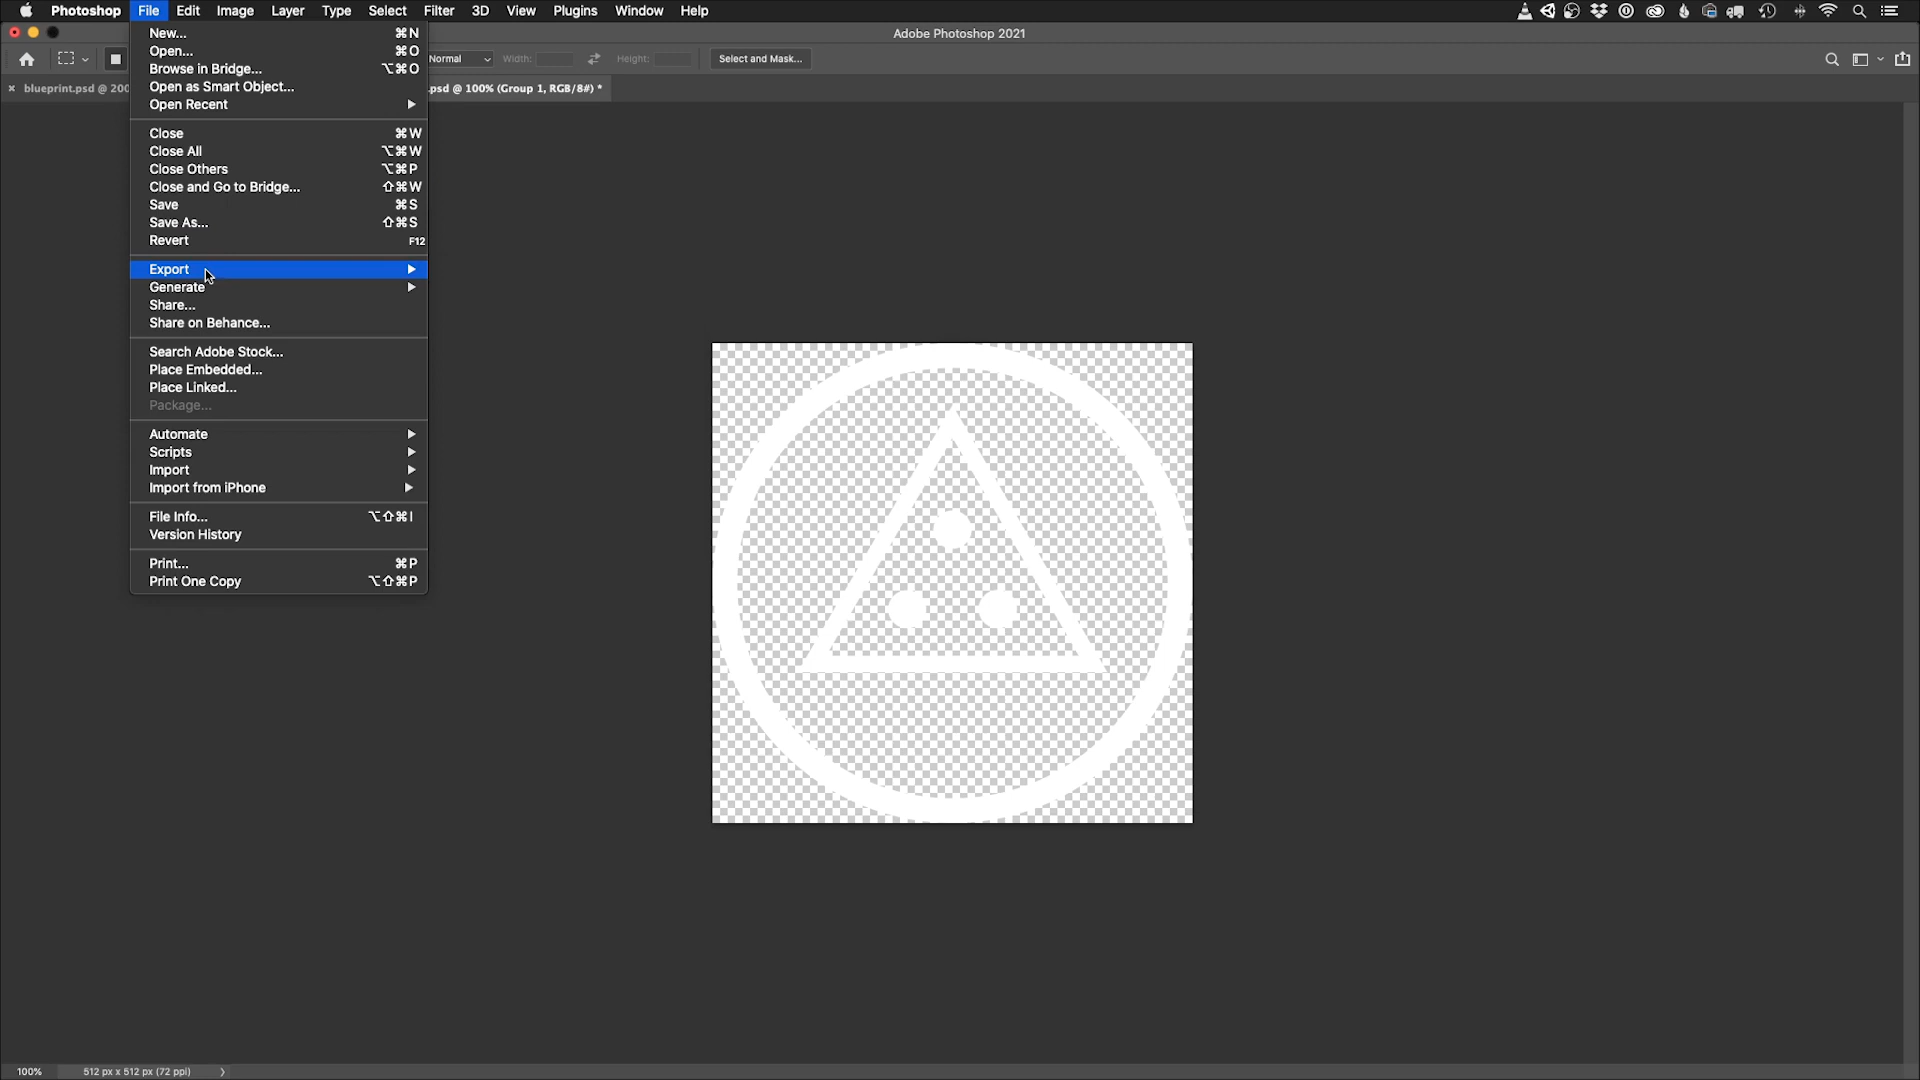 Photoshop File Edit Image Layer Type Select Filter 3D View Plugins Window Help
Adobe Photoshop 2021
Normal Width: Height: Select and Mask...
× blueprint.psd @ 200 .psd @ 100% (Group 1, RGB/8#) *
New... ⌘N
Open... ⌘O
Browse in Bridge... ⌥⌘O
Open as Smart Object...
Open Recent
Close ⌘W
Close All ⌥⌘W
Close Others ⌥⌘P
Close and Go to Bridge... ⇧⌘W
Save ⌘S
Save As... ⇧⌘S
Revert F12
Export
Generate
Share...
Share on Behance...
Search Adobe Stock...
Place Embedded...
Place Linked...
Package...
Automate
Scripts
Import
Import from iPhone
File Info... ⌥⇧⌘I
Version History
Print... ⌘P
Print One Copy ⌥⇧⌘P
100% 512 px x 512 px (72 ppi)